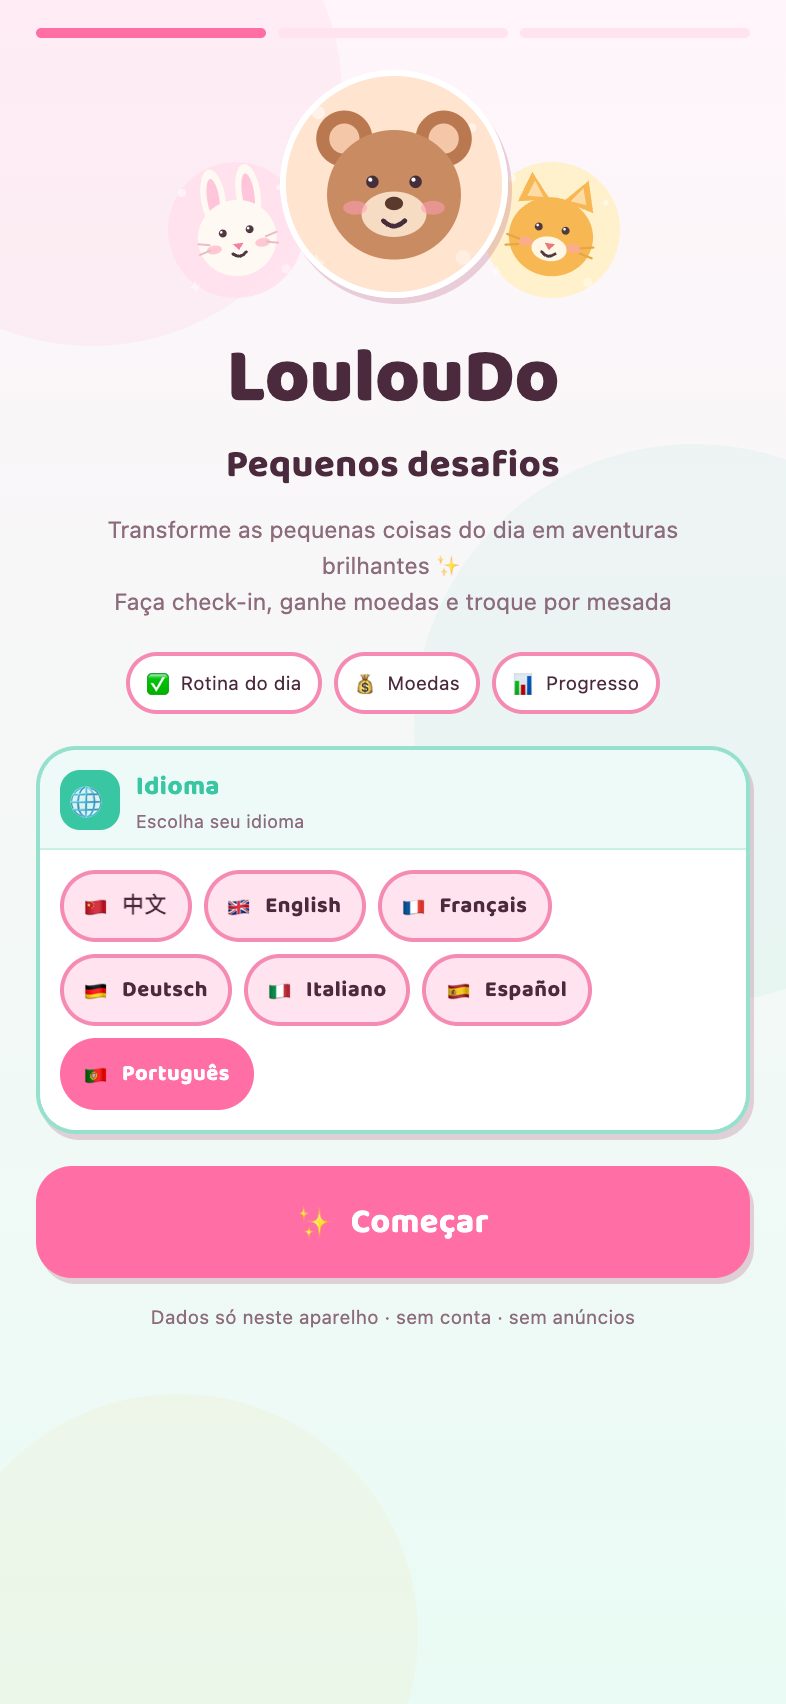 LoulouDo
Pequenos desafios
Transforme as pequenas coisas do dia em aventuras
brilhantes ✨
Faça check-in, ganhe moedas e troque por mesada
✅ Rotina do dia 💰 Moedas 📊 Progresso
Idioma
Escolha seu idioma
🇨🇳 中文 🇬🇧 English 🇫🇷 Français
🇩🇪 Deutsch 🇮🇹 Italiano 🇪🇸 Español
🇵🇹 Português
✨ Começar
Dados só neste aparelho · sem conta · sem anúncios